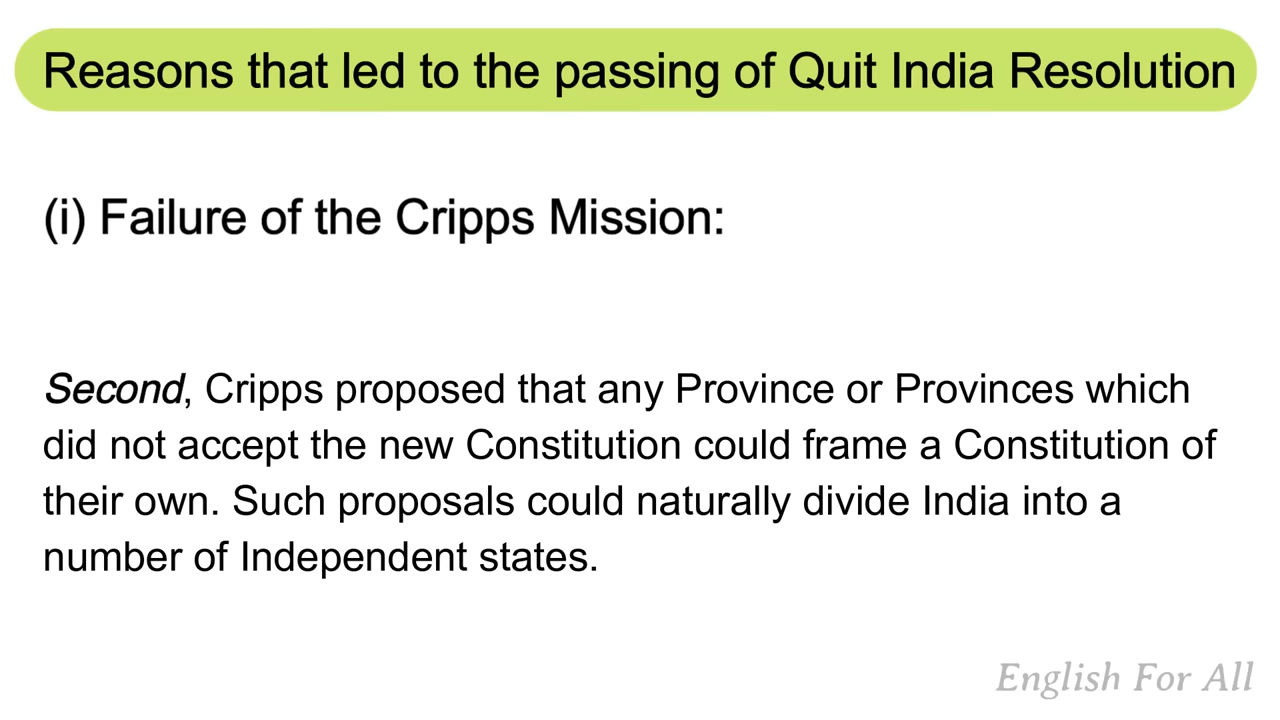 Reasons that led to the passing of Quit India Resolution
(i) Failure of the Cripps Mission:
Second, Cripps proposed that any Province or Provinces which
did not accept the new Constitution could frame a Constitution of
their own. Such proposals could naturally divide India into a
number of Independent states.
English For All